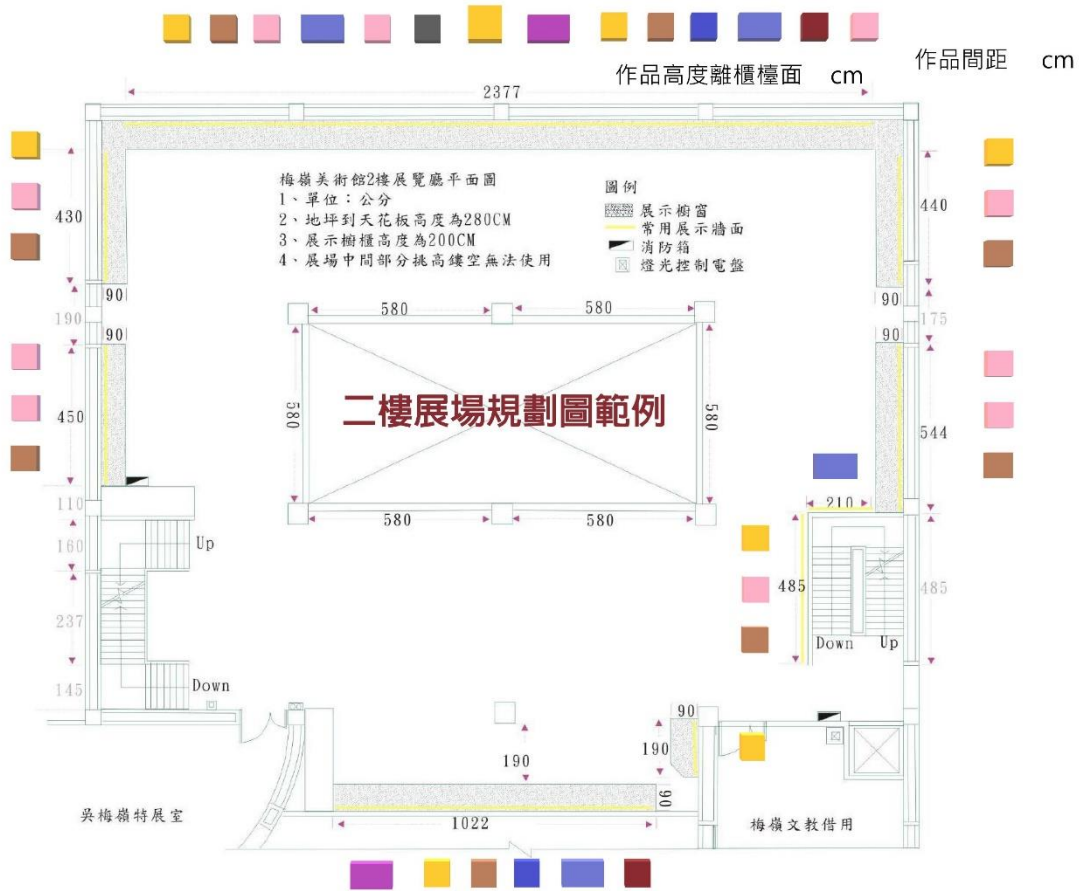 作品高度離櫃檯面 cm
作品間距 cm
2377
梅嶺美術館2樓展覽廳平面圖
1、單位：公分
2、地坪到天花板高度為280CM
3、展示櫥櫃高度為200CM
4、展場中間部分挑高鏤空無法使用
圖例
展示櫥窗
常用展示牆面
消防箱
燈光控制電盤
430
440
90
90
190
175
90
90
580
580
580
二樓展場規劃圖範例
580
450
544
580
580
110
210
160
Up
485
485
237
Down
Up
145
Down
90
190
190
90
吳梅嶺特展室
1022
梅嶺文教借用